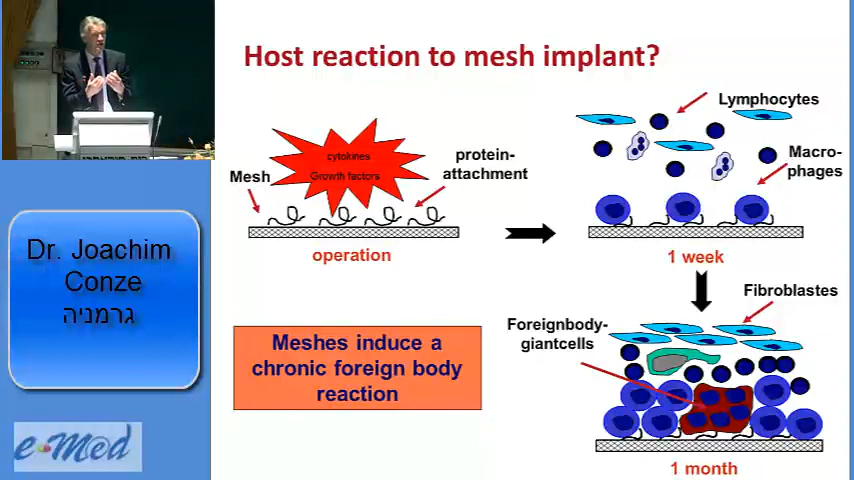 Host reaction to mesh implant?
cytokines
Growth factors
Mesh
protein-
attachment
operation
Lymphocytes
Macro-
phages
1 week
Fibroblastes
Foreignbody-
giantcells
1 month
Meshes induce a
chronic foreign body
reaction
Dr. Joachim
Conze
גרמניה
e-Med